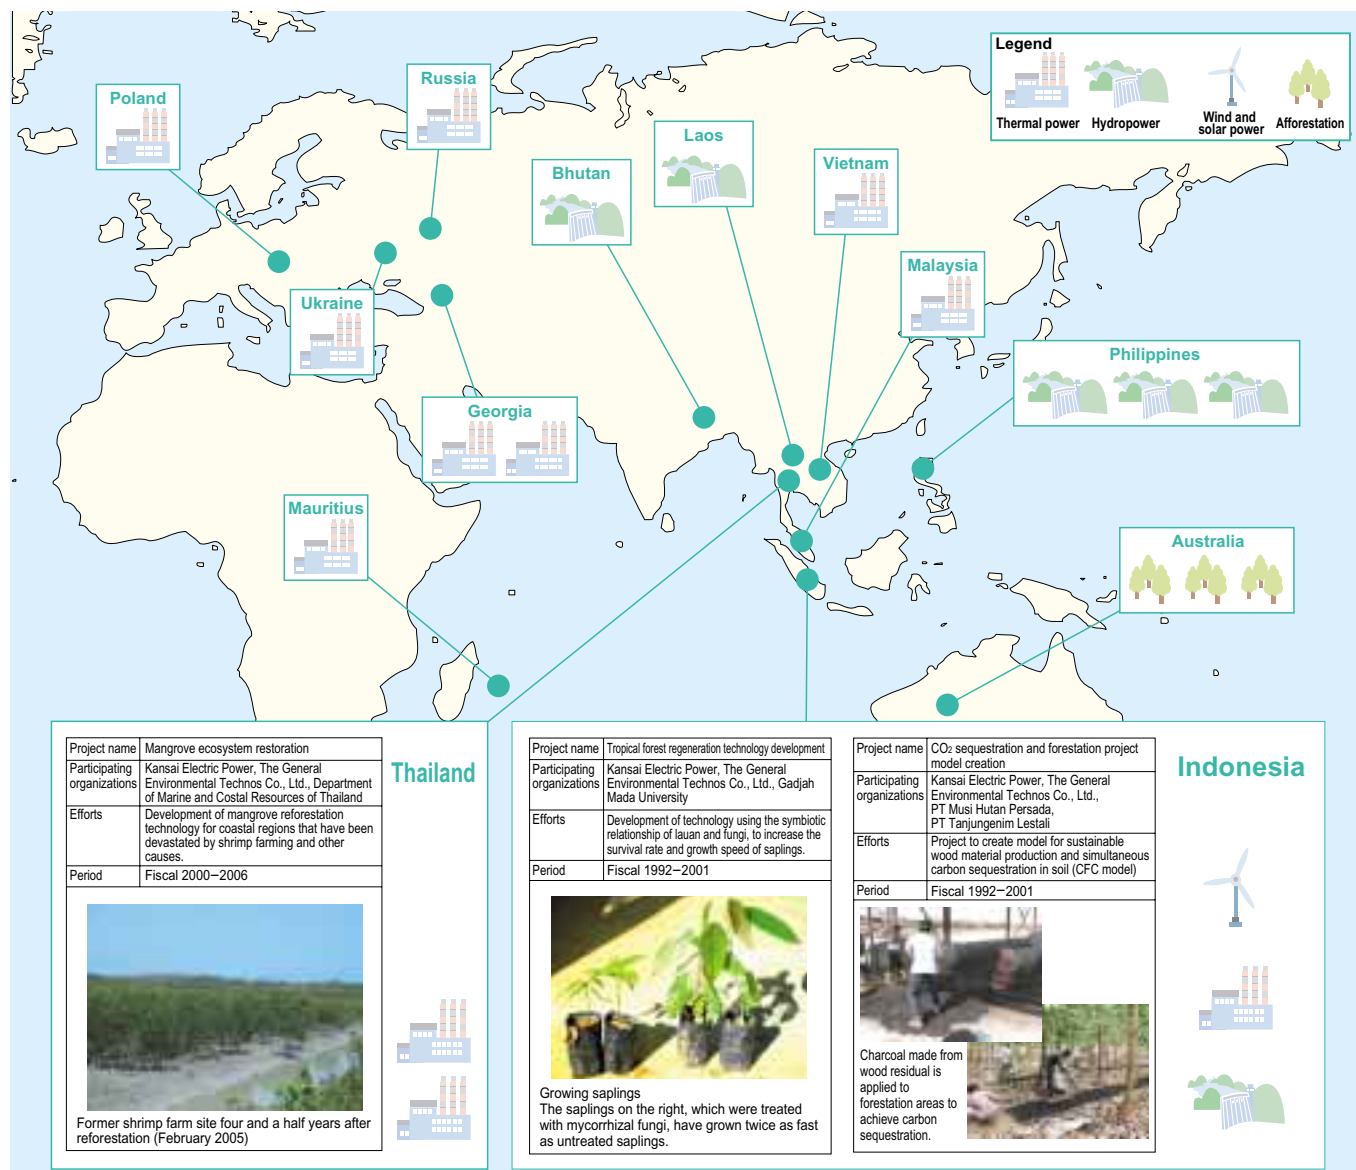 Legend
Thermal power
Hydropower
Wind and
solar power
Afforestation
Poland
Russia
Laos
Bhutan
Vietnam
Malaysia
Ukraine
Philippines
Georgia
Mauritius
Australia
Thailand
Project name Mangrove ecosystem restoration
Participating organizations Kansai Electric Power, The General
Environmental Technos Co., Ltd., Department
of Marine and Costal Resources of Thailand
Efforts Development of mangrove reforestation
technology for coastal regions that have been
devastated by shrimp farming and other
causes.
Period Fiscal 2000–2006
Former shrimp farm site four and a half years after
reforestation (February 2005)
Project name Tropical forest regeneration technology development
Participating organizations Kansai Electric Power, The General
Environmental Technos Co., Ltd., Gadjah
Mada University
Efforts Development of technology using the symbiotic
relationship of lauan and fungi, to increase the
survival rate and growth speed of saplings.
Period Fiscal 1992–2001
Growing saplings
The saplings on the right, which were treated
with mycorrhizal fungi, have grown twice as fast
as untreated saplings.
Project name CO2 sequestration and forestation project
model creation
Participating organizations Kansai Electric Power, The General
Environmental Technos Co., Ltd.,
PT Musi Hutan Persada,
PT Tanjungenim Lestali
Efforts Project to create model for sustainable
wood material production and simultaneous
carbon sequestration in soil (CFC model)
Period Fiscal 1992–2001
Charcoal made from
wood residual is
applied to
forestation areas to
achieve carbon
sequestration.
Indonesia